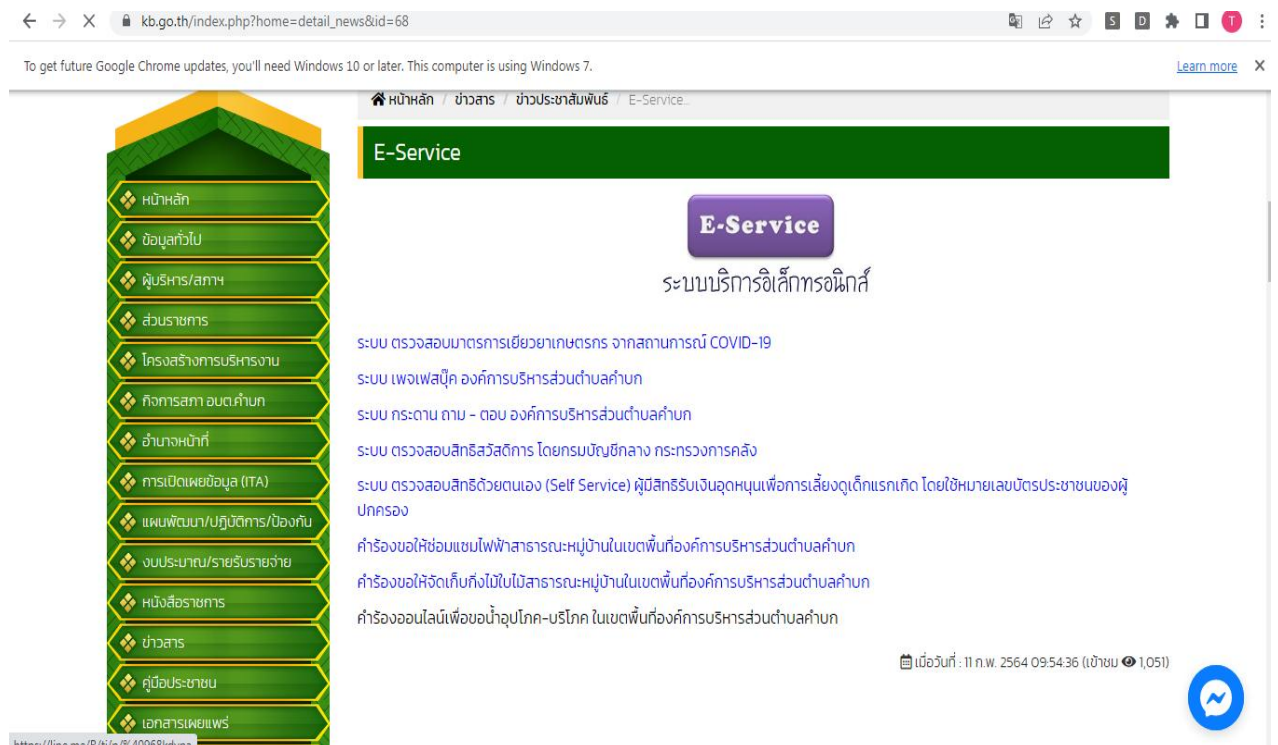 kb.go.th/index.php?home=detail_news&id=68
S D T
To get future Google Chrome updates, you'll need Windows 10 or later. This computer is using Windows 7. Learn more
หน้าหลัก / ข่าวสาร / ข่าวประชาสัมพันธ์ / E-Service..
E-Service
E-Service
ระบบบริการอิเล็กทรอนิกส์
ระบบ ตรวจสอบมาตรการเยียวยาเกษตรกร จากสถานการณ์ COVID-19
ระบบ เพจเฟสบุ๊ค องค์การบริหารส่วนตำบลคำบก
ระบบ กระดาน ถาม - ตอบ องค์การบริหารส่วนตำบลคำบก
ระบบ ตรวจสอบสิทธิสวัสดิการ โดยกรมบัญชีกลาง กระทรวงการคลัง
ระบบ ตรวจสอบสิทธิด้วยตนเอง (Self Service) ผู้มีสิทธิรับเงินอุดหนุนเพื่อการเลี้ยงดูเด็กแรกเกิด โดยใช้หมายเลขบัตรประชาชนของผู้
ปกครอง
คำร้องขอให้ซ่อมแซมไฟฟ้าสาธารณะหมู่บ้านในเขตพื้นที่องค์การบริหารส่วนตำบลคำบก
คำร้องขอให้จัดเก็บกิ่งไม้ใบไม้สาธารณะหมู่บ้านในเขตพื้นที่องค์การบริหารส่วนตำบลคำบก
คำร้องออนไลน์เพื่อขอน้ำอุปโภค-บริโภค ในเขตพื้นที่องค์การบริหารส่วนตำบลคำบก
เมื่อวันที่ : 11 ก.พ. 2564 09:54:36 (เข้าชม 1,051)
หน้าหลัก
ข้อมูลทั่วไป
ผู้บริหาร/สภาฯ
ส่วนราชการ
โครงสร้างการบริหารงาน
กิจการสภา อบต.คำบก
อำนาจหน้าที่
การเปิดเผยข้อมูล (ITA)
แผนพัฒนา/ปฏิบัติการ/ป้องกัน
งบประมาณ/รายรับรายจ่าย
หนังสือราชการ
ข่าวสาร
คู่มือประชาชน
เอกสารเผยแพร่